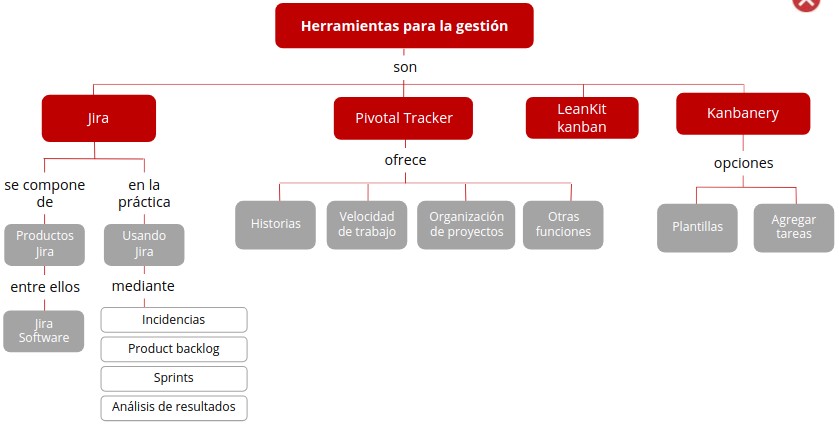 Herramientas para la gestión
son
Jira
Pivotal Tracker
LeanKit
kanban
Kanbanery
ofrece
opciones
se compone
de
en la
práctica
Historias
Velocidad
de trabajo
Organización
de proyectos
Otras
funciones
Plantillas
Agregar
tareas
Productos
Jira
Usando
Jira
entre ellos
mediante
Jira
Software
Incidencias
Product backlog
Sprints
Análisis de resultados